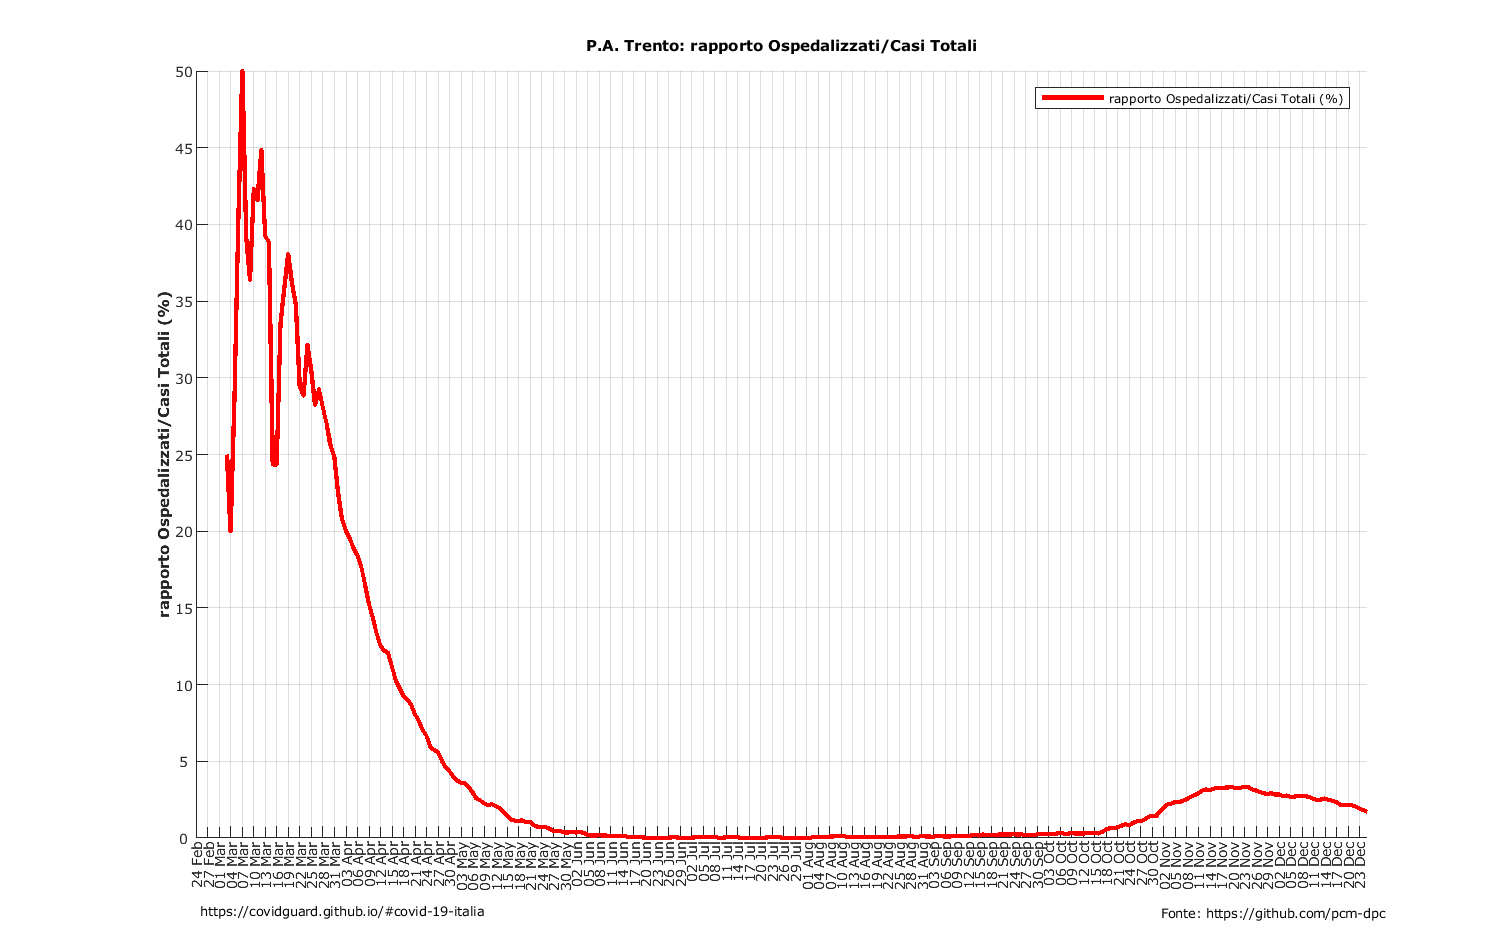 P.A. Trento: rapporto Ospedalizzati/Casi Totali
rapporto Ospedalizzati/Casi Totali (%)
rapporto Ospedalizzati/Casi Totali (%)
50
45
40
35
30
25
20
15
10
5
0
24 Feb
27 Feb
01 Mar
04 Mar
07 Mar
10 Mar
13 Mar
16 Mar
19 Mar
22 Mar
25 Mar
28 Mar
31 Mar
03 Apr
06 Apr
09 Apr
12 Apr
15 Apr
18 Apr
21 Apr
24 Apr
27 Apr
30 Apr
03 May
06 May
09 May
12 May
15 May
18 May
21 May
24 May
27 May
30 May
02 Jun
05 Jun
08 Jun
11 Jun
14 Jun
17 Jun
20 Jun
23 Jun
26 Jun
29 Jun
02 Jul
05 Jul
08 Jul
11 Jul
14 Jul
17 Jul
20 Jul
23 Jul
26 Jul
29 Jul
01 Aug
04 Aug
07 Aug
10 Aug
13 Aug
16 Aug
19 Aug
22 Aug
25 Aug
28 Aug
31 Aug
03 Sep
06 Sep
09 Sep
12 Sep
15 Sep
18 Sep
21 Sep
24 Sep
27 Sep
30 Sep
03 Oct
06 Oct
09 Oct
12 Oct
15 Oct
18 Oct
21 Oct
24 Oct
27 Oct
30 Oct
02 Nov
05 Nov
08 Nov
11 Nov
14 Nov
17 Nov
20 Nov
23 Nov
26 Nov
29 Nov
02 Dec
05 Dec
08 Dec
11 Dec
14 Dec
17 Dec
20 Dec
23 Dec
https://covidguard.github.io/#covid-19-italia
Fonte: https://github.com/pcm-dpc